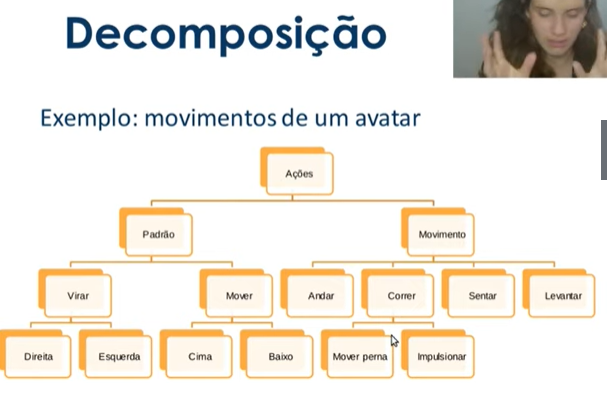 Decomposição
Exemplo: movimentos de um avatar
Ações
Padrão
Movimento
Virar
Mover
Andar
Correr
Sentar
Levantar
Direita
Esquerda
Cima
Baixo
Mover perna
Impulsionar